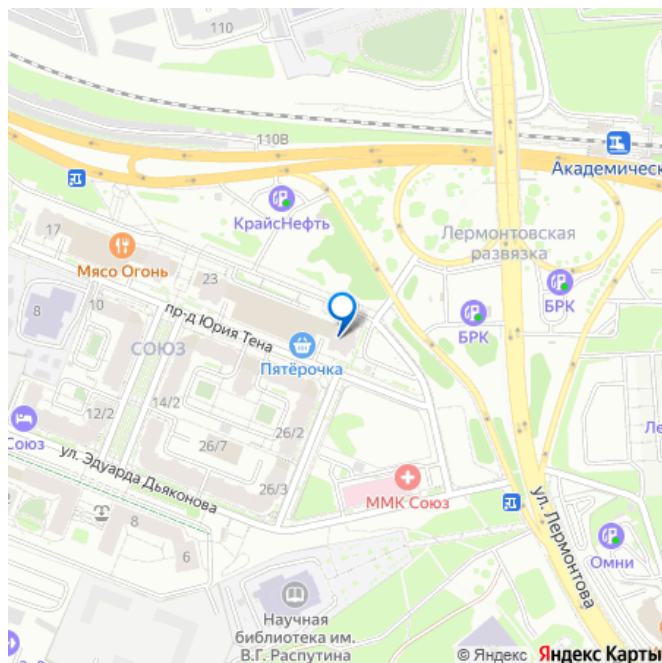 110
110В
Академическ
КрайсНефть
Лермонтовская
развязка
17
Мясо Огонь
23
БРК
8
10
пр-д Юрия Тена
БРК
СОЮЗ
Пятёрочка
12/2
14/2
26/2
Ле
Союз
26/7
ул. Эдуарда Дьяконова
26/3
ММК Союз
ул. Лермонтова
8
6
Омни
Научная
библиотека им.
В.Г. Распутина
© Яндекс Яндекс Карты